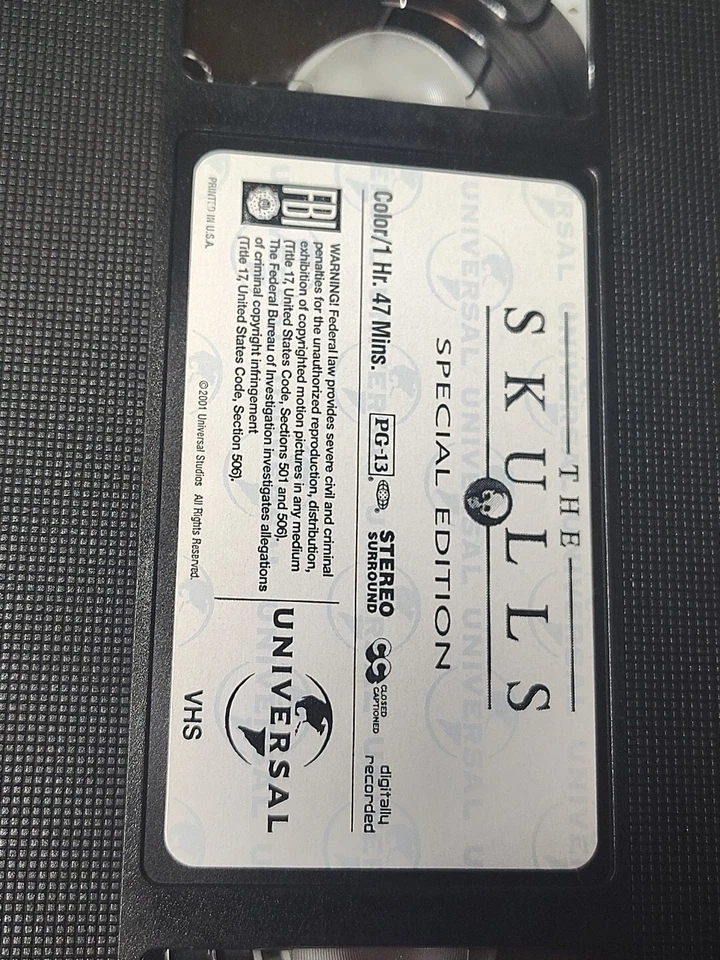 THE
SKULLS
SPECIAL EDITION
Color/1 Hr. 47 Mins. PG-13 ® ® STEREO SURROUND CC CLOSED CAPTIONED digitally recorded
FBI
WARNING! Federal law provides severe civil and criminal
penalties for the unauthorized reproduction, distribution,
exhibition of copyrighted motion pictures in any medium
(Title 17, United States Code, Sections 501 and 506).
The Federal Bureau of Investigation investigates allegations
of criminal copyright infringement
(Title 17, United States Code, Section 506).
UNIVERSAL
PRINTED IN U.S.A.
©2001 Universal Studios All Rights Reserved.
VHS